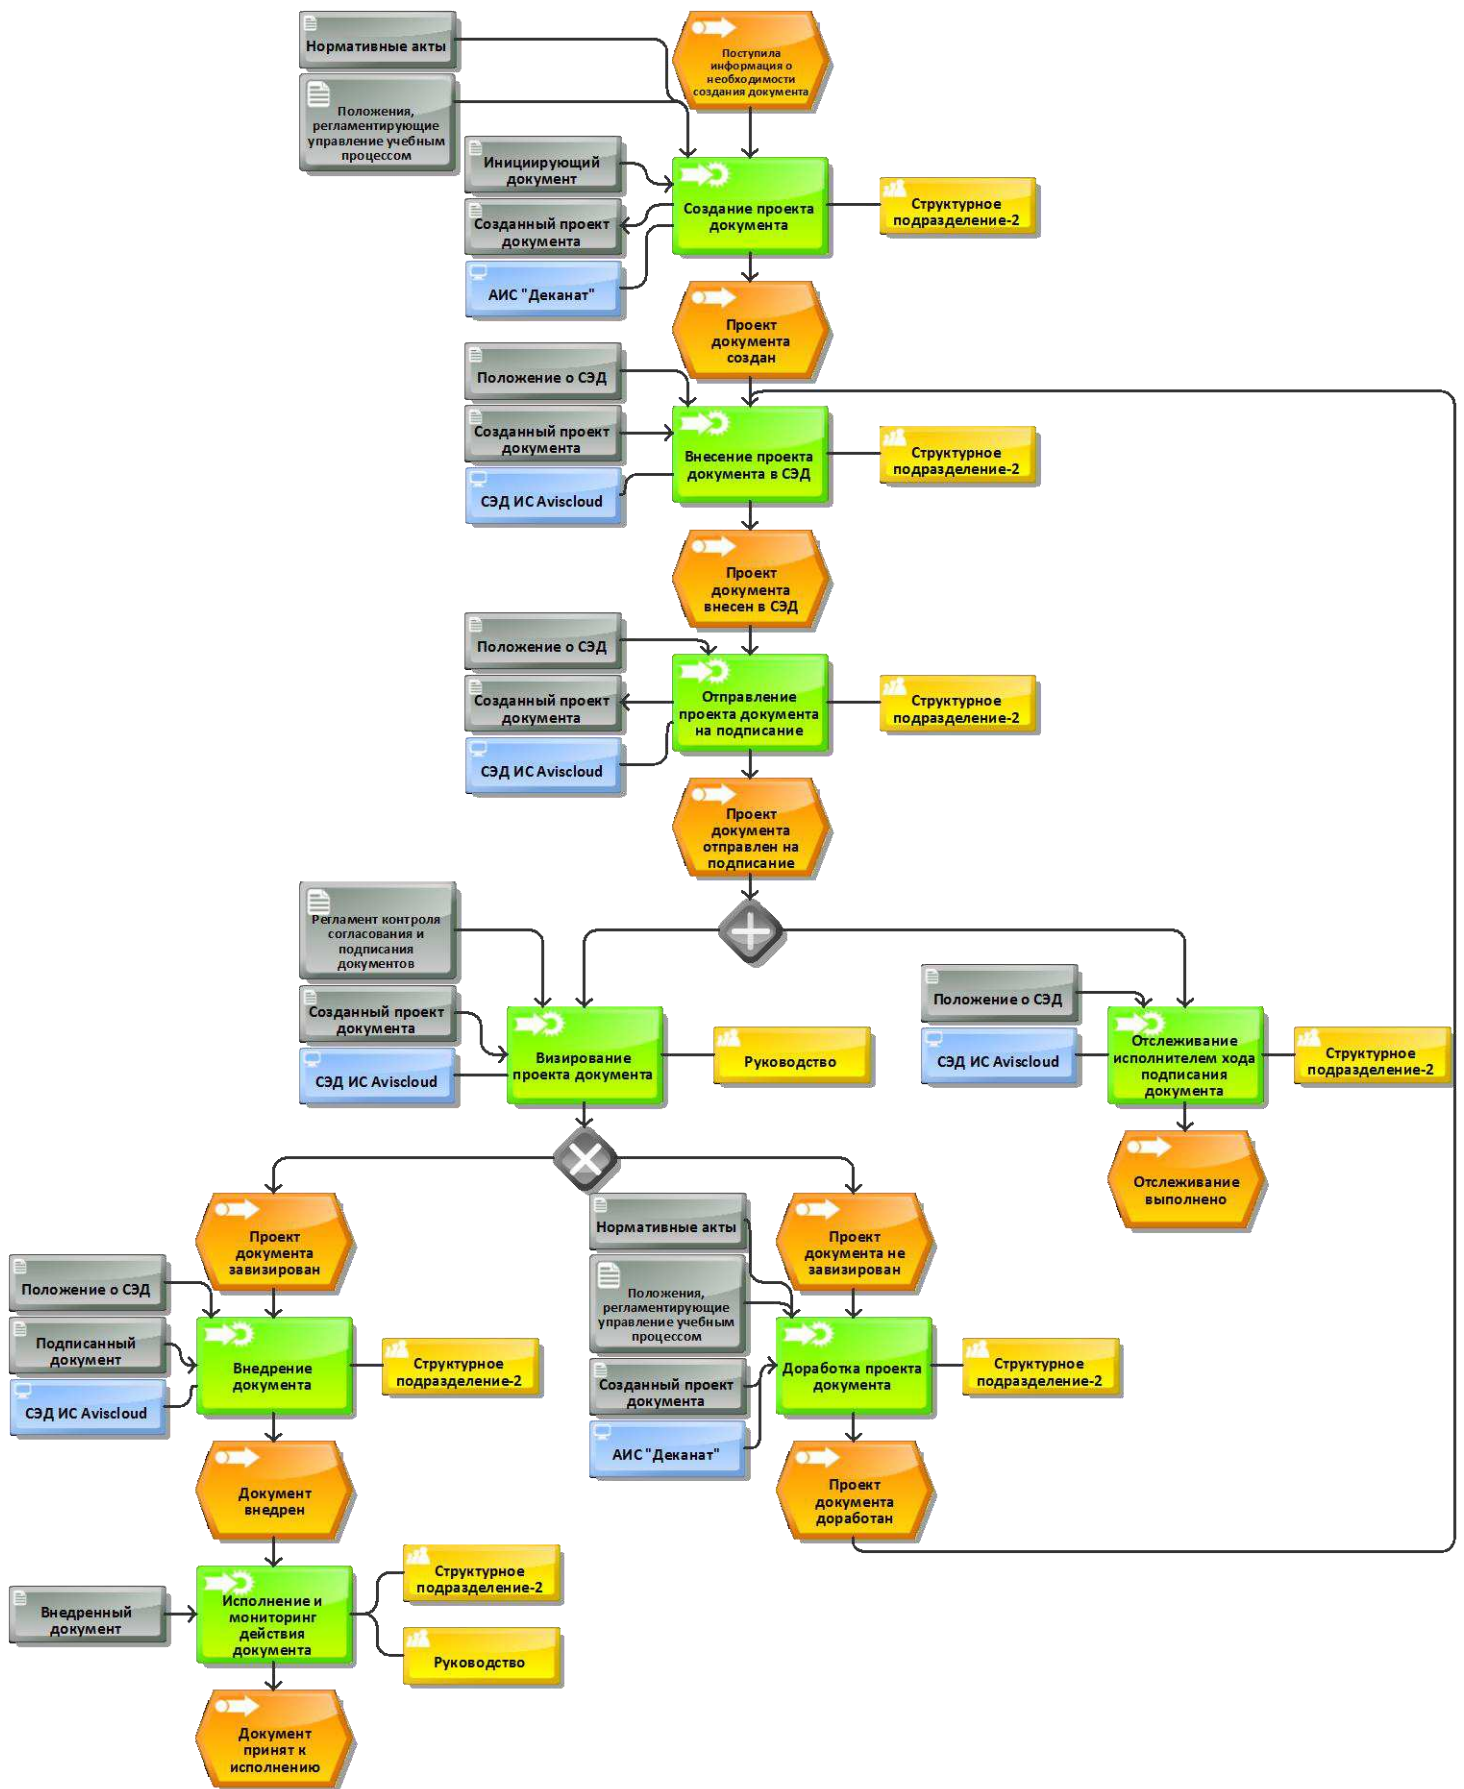 Нормативные акты
Поступила
информация о
необходимости
создания документа
Положения,
регламентирующие
управление учебным
процессом
Инициирующий
документ
Создание проекта
документа
Структурное
подразделение-2
Созданный проект
документа
АИС "Деканат"
Проект
документа
создан
Положение о СЭД
Созданный проект
документа
Внесение проекта
документа в СЭД
Структурное
подразделение-2
СЭД ИС Aviscloud
Проект
документа
внесен в СЭД
Положение о СЭД
Созданный проект
документа
Отправление
проекта документа
на подписание
Структурное
подразделение-2
СЭД ИС Aviscloud
Проект
документа
отправлен на
подписание
Регламент контроля
согласования и
подписания
документов
Созданный проект
документа
СЭД ИС Aviscloud
Визирование
проекта документа
Руководство
Положение о СЭД
СЭД ИС Aviscloud
Отслеживание
исполнителем хода
подписания
документа
Структурное
подразделение-2
Отслеживание
выполнено
Проект
документа
завизирован
Нормативные акты
Проект
документа не
завизирован
Положение о СЭД
Подписанный
документ
СЭД ИС Aviscloud
Внедрение
документа
Структурное
подразделение-2
Положения,
регламентирующие
управление учебным
процессом
Созданный проект
документа
АИС "Деканат"
Доработка проекта
документа
Структурное
подразделение-2
Документ
внедрен
Проект
документа
доработан
Внедренный
документ
Исполнение и
мониторинг
действия
документа
Структурное
подразделение-2
Руководство
Документ
принят к
исполнению